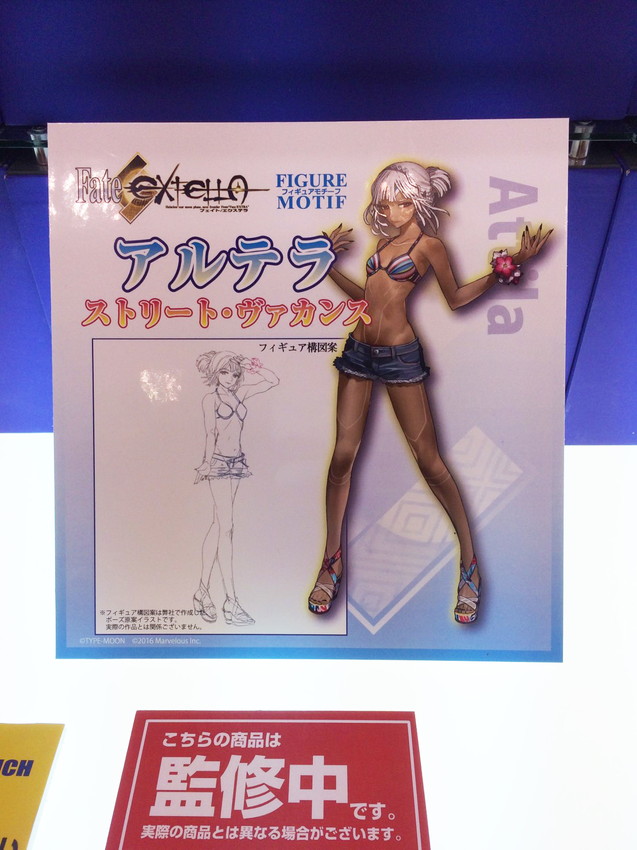 Fate
EXTELLA
フェイト/エクステラ
FIGURE
フィギュアモチーフ
MOTIF
アルテラ
ストリート・ヴァカンス
フィギュア構図案
※フィギュア構図案は弊社で作成した
ポーズ原案イラストです。
実際の作品とは関係ございません。
©TYPE-MOON ©2016 Marvelous Inc.
こちらの商品は
監修中です。
実際の商品とは異なる場合がございます。